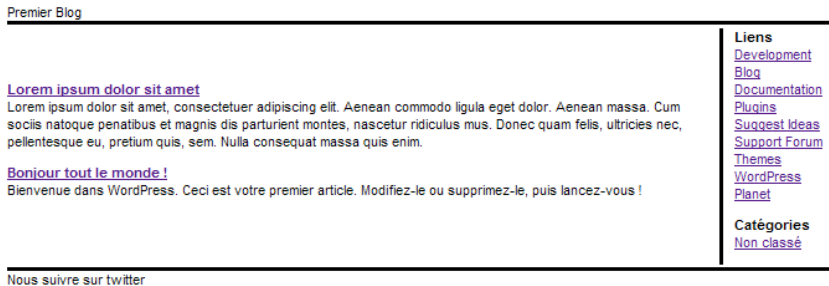 Premier Blog
Lorem ipsum dolor sit amet
Lorem ipsum dolor sit amet, consectetuer adipiscing elit. Aenean commodo ligula eget dolor. Aenean massa. Cum
sociis natoque penatibus et magnis dis parturient montes, nascetur ridiculus mus. Donec quam felis, ultricies nec,
pellentesque eu, pretium quis, sem. Nulla consequat massa quis enim.
Bonjour tout le monde !
Bienvenue dans WordPress. Ceci est votre premier article. Modifiez-le ou supprimez-le, puis lancez-vous !
Liens
Development
Blog
Documentation
Plugins
Suggest Ideas
Support Forum
Themes
WordPress
Planet
Catégories
Non classé
Nous suivre sur twitter